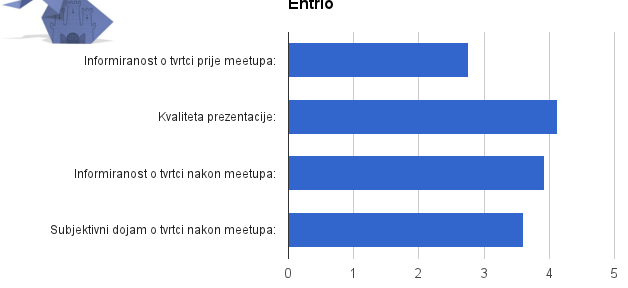 Entrio
Informiranost o tvrtci prije meetupa:
Kvaliteta prezentacije:
Informiranost o tvrtci nakon meetupa:
Subjektivni dojam o tvrtci nakon meetupa:
0 1 2 3 4 5